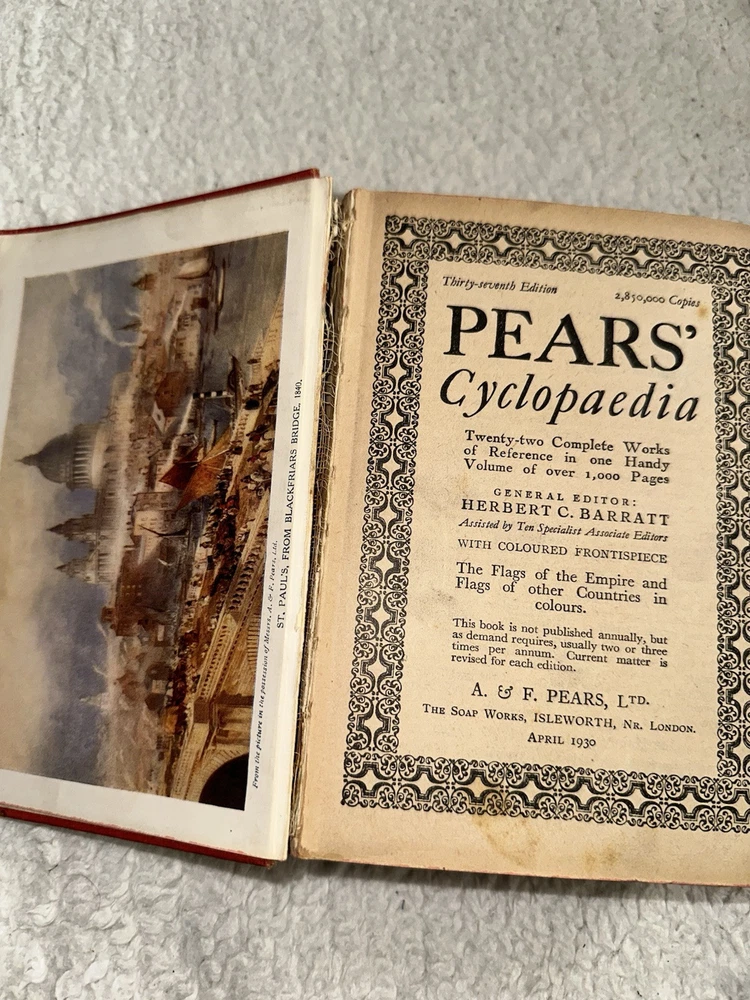 From the picture in the possession of Messrs. A. & F. Pears, Ltd.
ST. PAUL'S, FROM BLACKFRIARS BRIDGE, 1840.
Thirty-seventh Edition
2,850,000 Copies
PEARS'
Cyclopaedia
Twenty-two Complete Works
of Reference in one Handy
Volume of over 1,000 Pages
GENERAL EDITOR:
HERBERT C. BARRATT
Assisted by Ten Specialist Associate Editors
WITH COLOURED FRONTISPIECE
The Flags of the Empire and
Flags of other Countries in
colours.
This book is not published annually, but
as demand requires, usually two or three
times per annum. Current matter is
revised for each edition.
A. & F. PEARS, LTD.
THE SOAP WORKS, ISLEWORTH, NR. LONDON.
APRIL 1930